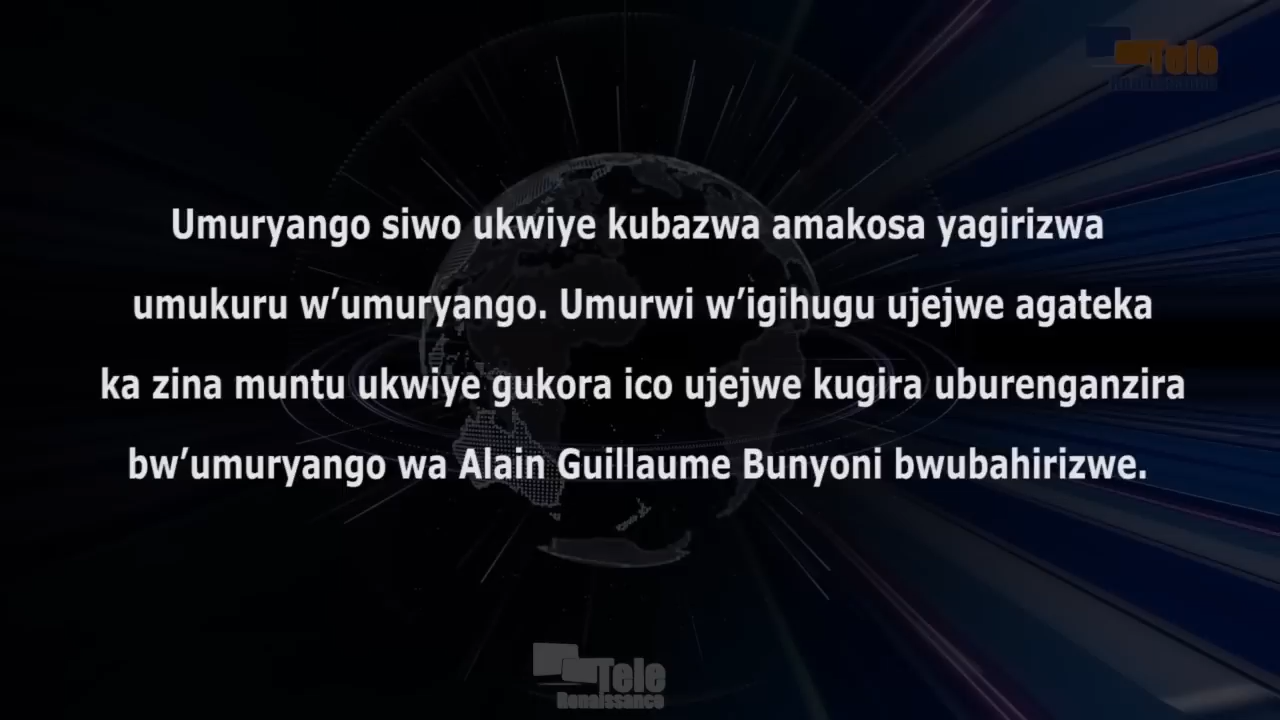 Tele
Renaissance
Umuryango siwo ukwiye kubazwa amakosa yagirizwa
umukuru w’umuryango. Umurwi w’igihugu ujejwe agateka
ka zina muntu ukwiye gukora ico ujejwe kugira uburenganzira
bw’umuryango wa Alain Guillaume Bunyoni bwubahirizwe.
Tele
Renaissance